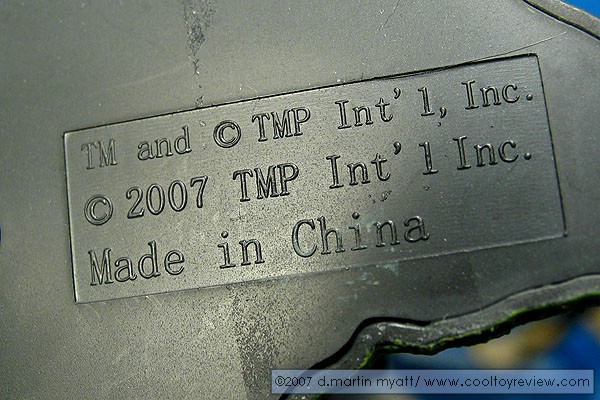 TM and © TMP Int'l, Inc.
© 2007 TMP Int'l Inc.
Made in China
©2007 d.martin myatt/ www.cooltoyreview.com